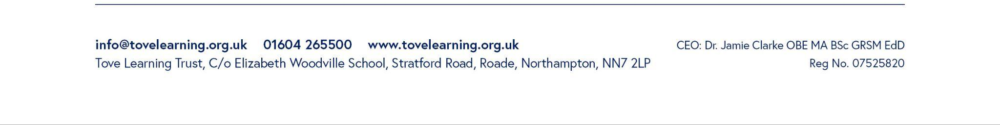 info@tovelearning.org.uk 01604 265500 www.tovelearning.org.uk CEO: Dr. Jamie Clarke OBE MA BSc GRSM EdD
Tove Learning Trust, C/o Elizabeth Woodville School, Stratford Road, Roade, Northampton, NN7 2LP Reg No. 07525820